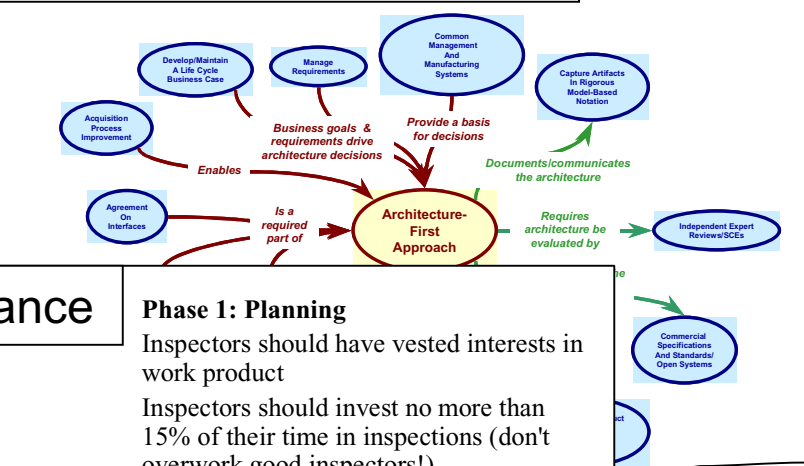 Common
Management
And
Manufacturing
Systems
Develop/Maintain
A Life Cycle
Business Case
Manage
Requirements
Capture Artifacts
In Rigorous
Model-Based
Notation
Acquisition
Process
Improvement
Business goals &
requirements drive
architecture decisions
Provide a basis
for decisions
Enables
Documents/communicates
the architecture
Agreement
On
Interfaces
Is a
required
part of
Architecture-
First
Approach
Requires
architecture be
evaluated by
Independent Expert
Reviews/SCEs
ance
Phase 1: Planning
Inspectors should have vested interests in
work product
Inspectors should invest no more than
15% of their time in inspections (don't
overwork good inspectors!)
Commercial
Specifications
And Standards/
Open Systems